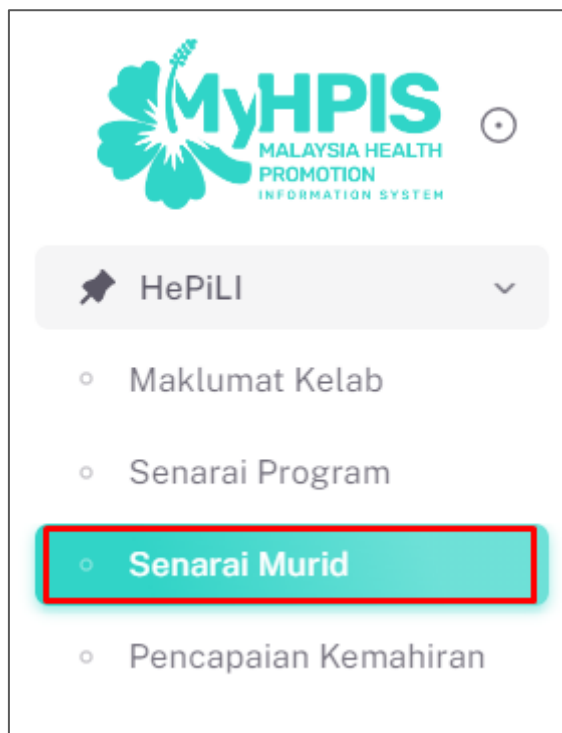 MyHPIS
MALAYSIA HEALTH
PROMOTION
INFORMATION SYSTEM
HePiLI
Maklumat Kelab
Senarai Program
Senarai Murid
Pencapaian Kemahiran